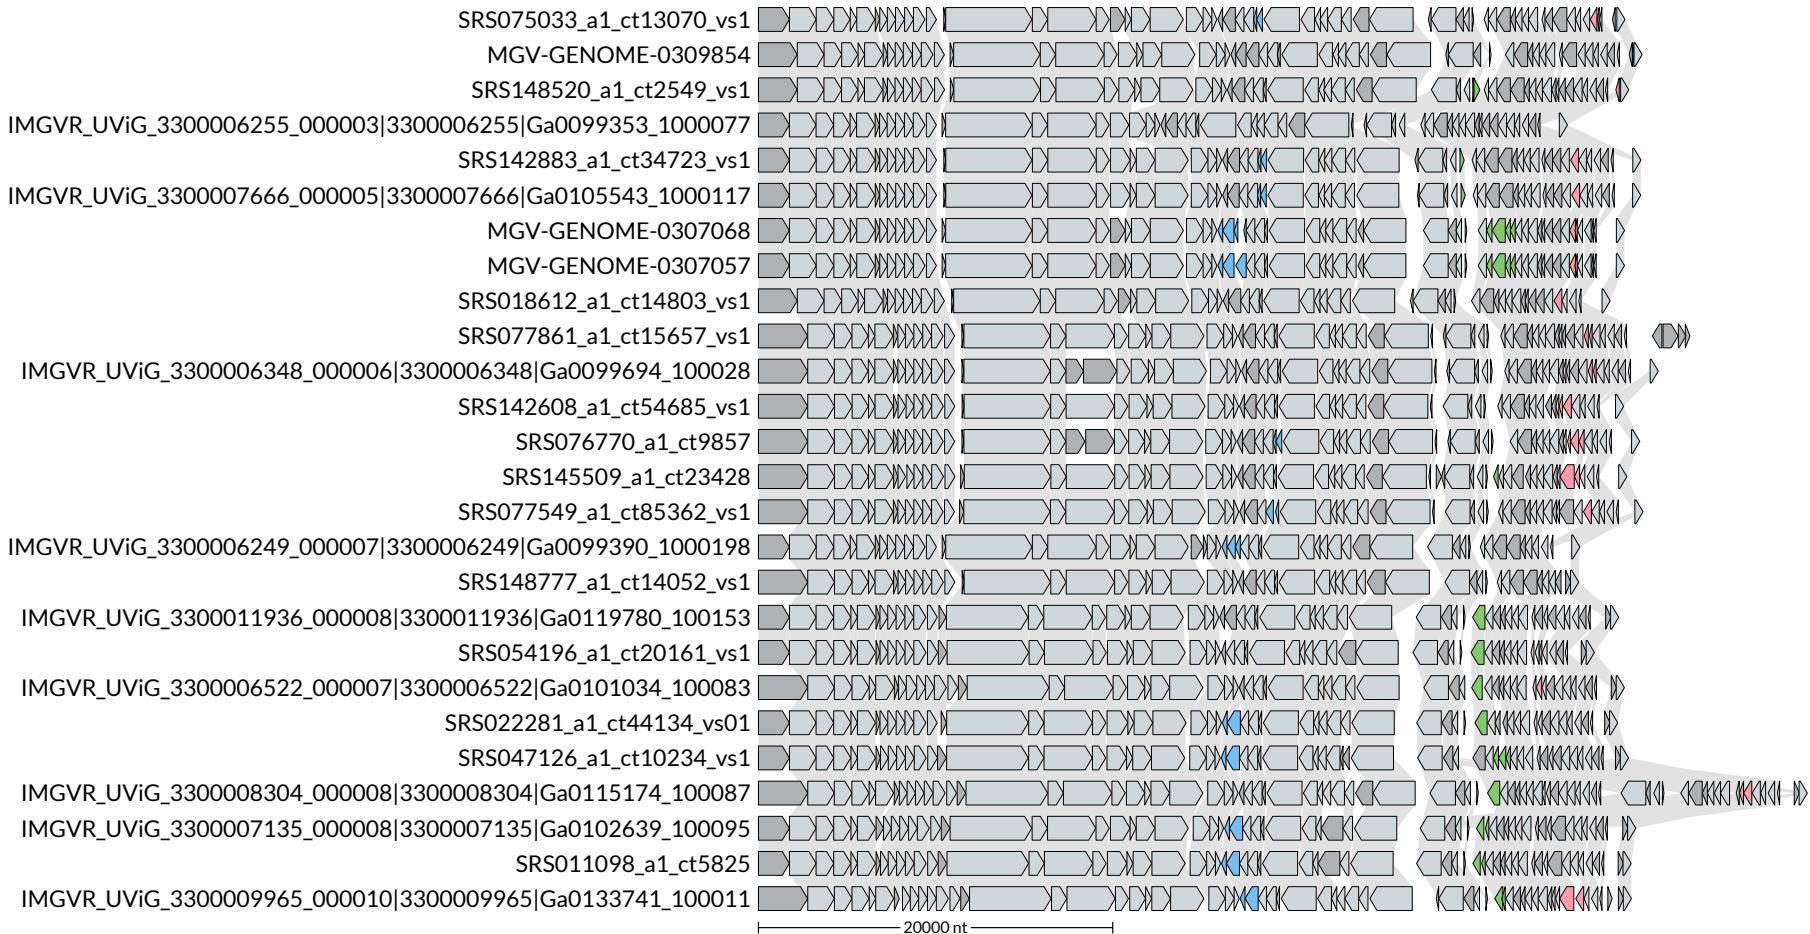 SRS075033_a1_ct13070_vs1
MGV-GENOME-0309854
SRS148520_a1_ct2549_vs1
IMGVR_UViG_3300006255_000003|3300006255|Ga0099353_1000077
SRS142883_a1_ct34723_vs1
IMGVR_UViG_3300007666_000005|3300007666|Ga0105543_1000117
MGV-GENOME-0307068
MGV-GENOME-0307057
SRS018612_a1_ct14803_vs1
SRS077861_a1_ct15657_vs1
IMGVR_UViG_3300006348_000006|3300006348|Ga0099694_100028
SRS142608_a1_ct54685_vs1
SRS076770_a1_ct9857
SRS145509_a1_ct23428
SRS077549_a1_ct85362_vs1
IMGVR_UViG_3300006249_000007|3300006249|Ga0099390_1000198
SRS148777_a1_ct14052_vs1
IMGVR_UViG_3300011936_000008|3300011936|Ga0119780_100153
SRS054196_a1_ct20161_vs1
IMGVR_UViG_3300006522_000007|3300006522|Ga0101034_100083
SRS022281_a1_ct44134_vs01
SRS047126_a1_ct10234_vs1
IMGVR_UViG_3300008304_000008|3300008304|Ga0115174_100087
IMGVR_UViG_3300007135_000008|3300007135|Ga0102639_100095
SRS011098_a1_ct5825
IMGVR_UViG_3300009965_000010|3300009965|Ga0133741_100011
20000 nt